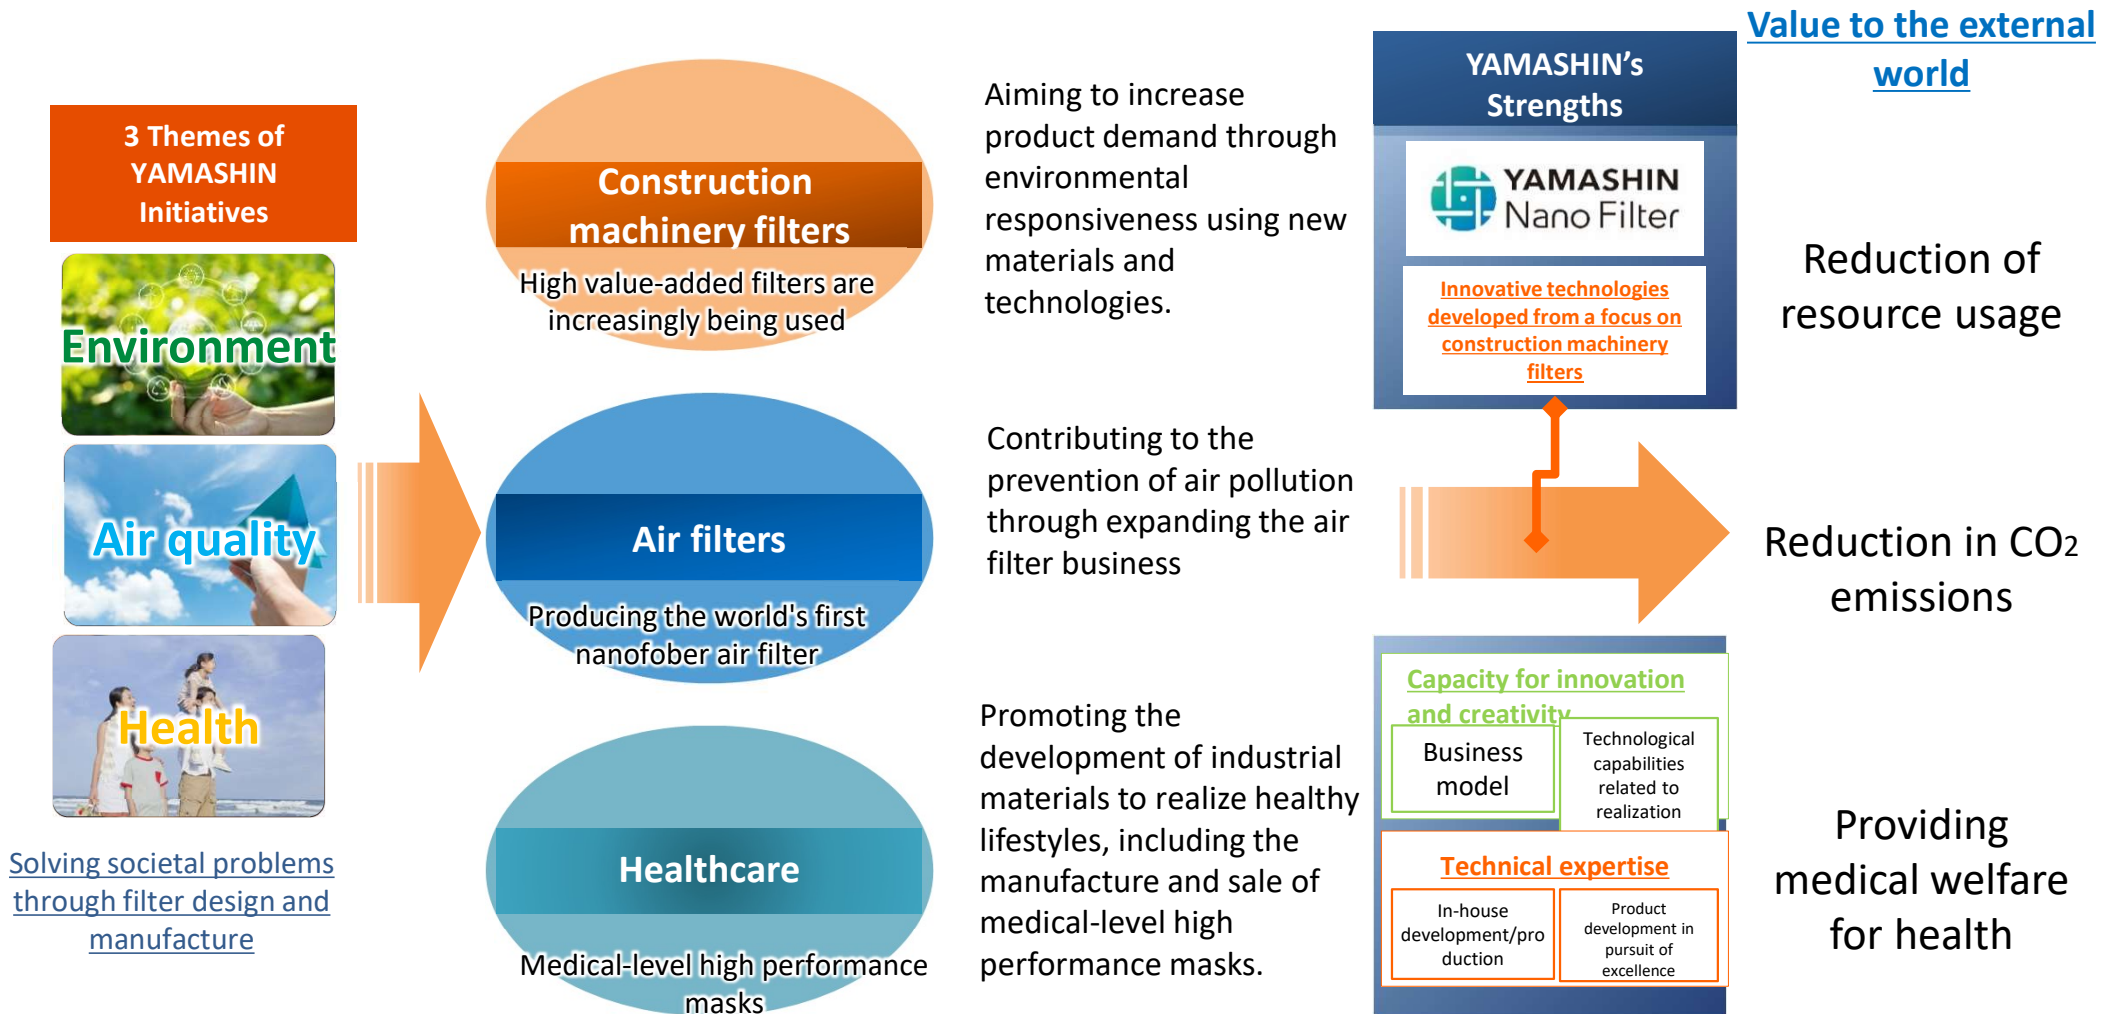 3 Themes of
YAMASHIN
Initiatives
Environment
Air quality
Health
Solving societal problems
through filter design and
manufacture
Construction
machinery filters
High value-added filters are
increasingly being used
Air filters
Producing the world's first
nanofober air filter
Healthcare
Medical-level high performance
masks
Aiming to increase
product demand through
environmental
responsiveness using new
materials and
technologies.
Contributing to the
prevention of air pollution
through expanding the air
filter business
Promoting the
development of industrial
materials to realize healthy
lifestyles, including the
manufacture and sale of
medical-level high
performance masks.
YAMASHIN's
Strengths
YAMASHIN
Nano Filter
Innovative technologies
developed from a focus on
construction machinery
filters
Capacity for innovation
and creativity
Business
model
Technological
capabilities
related to
realization
Technical expertise
In-house
development/pro
duction
Product
development in
pursuit of
excellence
Value to the external
world
Reduction of
resource usage
Reduction in CO2
emissions
Providing
medical welfare
for health